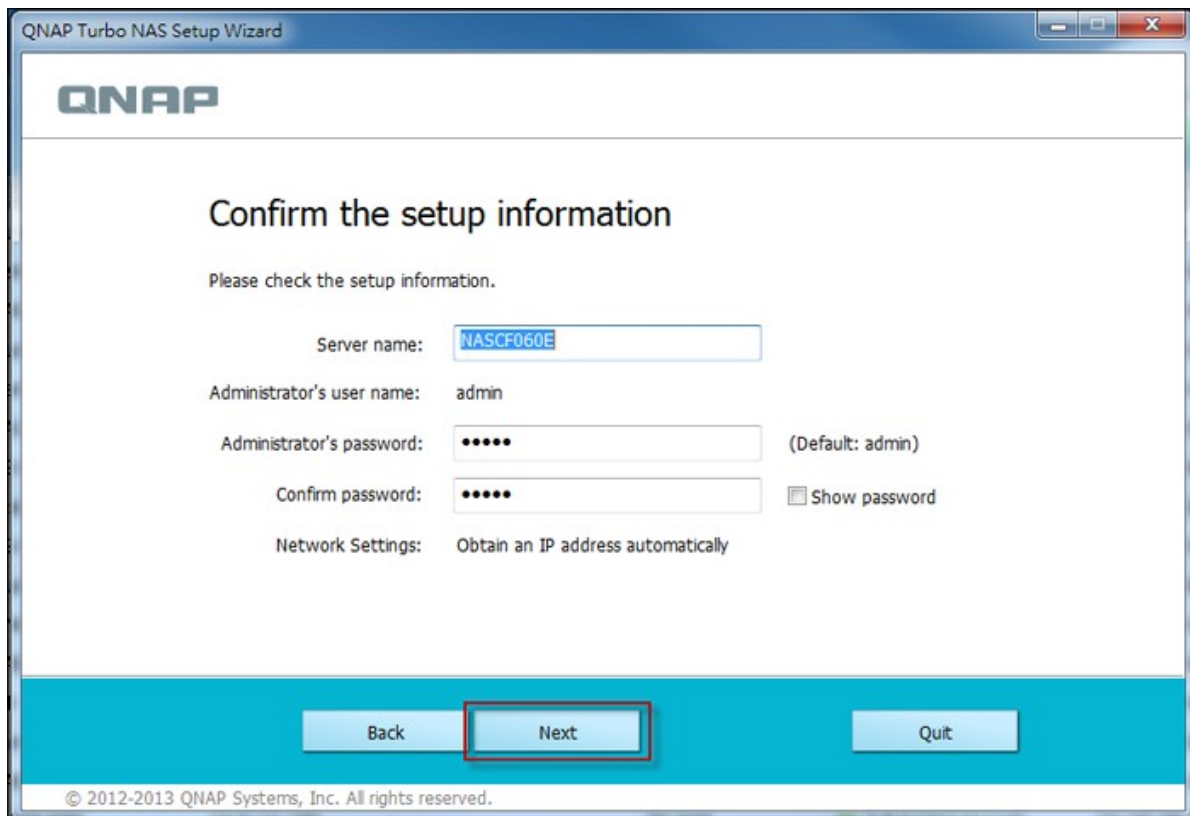 QNAP Turbo NAS Setup Wizard
QNAP
Confirm the setup information
Please check the setup information.
Server name: NASCF060E
Administrator's user name: admin
Administrator's password: ••••• (Default: admin)
Confirm password: ••••• Show password
Network Settings: Obtain an IP address automatically
Back Next Quit
© 2012-2013 QNAP Systems, Inc. All rights reserved.